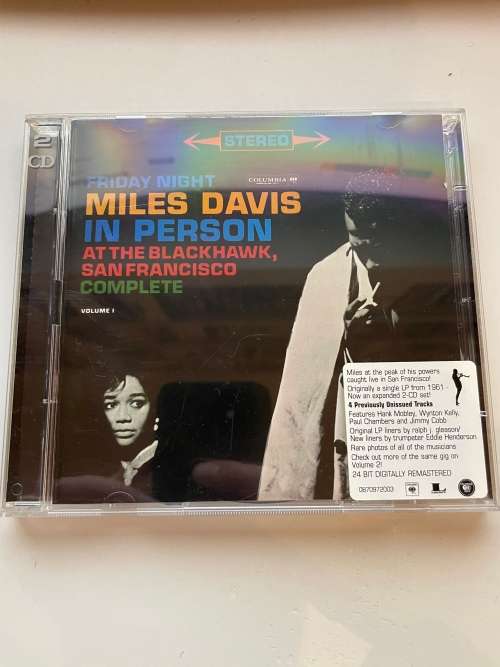 2
CD
STEREO
FRIDAY NIGHT
COLUMBIA
MILES DAVIS
IN PERSON
AT THE BLACKHAWK,
SAN FRANCISCO
COMPLETE
VOLUME I
Miles at the peak of his powers
caught live in San Francisco!
Originally a single LP from 1961 -
Now an expanded 2-CD set!
4 Previously Unissued Tracks
Features Hank Mobley, Wynton Kelly,
Paul Chambers and Jimmy Cobb
Original LP liners by ralph j. gleason/
New liners by trumpeter Eddie Henderson
Rare photos of all of the musicians
Check out more of the same gig on
Volume 2!
24 BIT DIGITALLY REMASTERED
0870972003